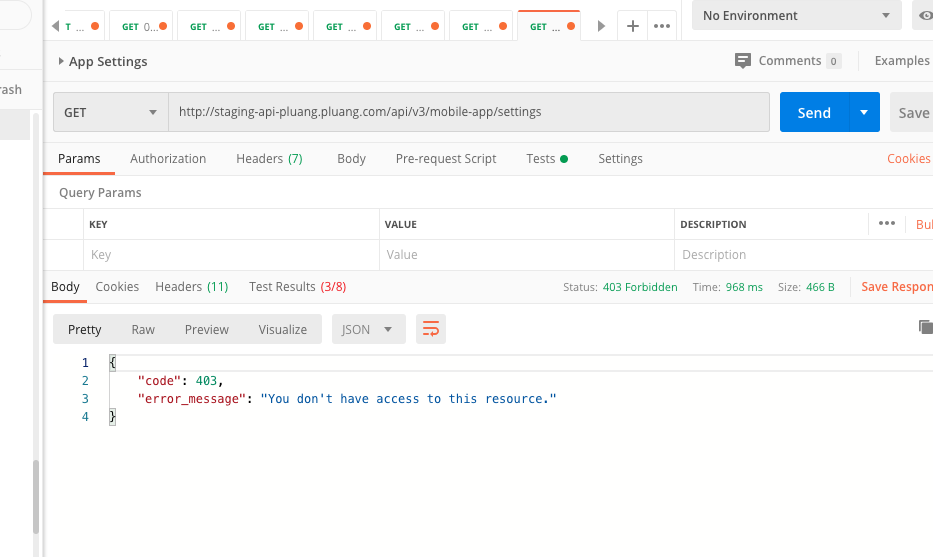 T ... GET 0... GET ... GET ... GET ... GET ... GET ... GET ... No Environment
App Settings Comments 0 Examples
GET http://staging-api-pluang.pluang.com/api/v3/mobile-app/settings Send Save
Params Authorization Headers (7) Body Pre-request Script Tests Settings Cookies
Query Params
KEY VALUE DESCRIPTION ••• Bul
Key Value Description
Body Cookies Headers (11) Test Results (3/8) Status: 403 Forbidden Time: 968 ms Size: 466 B Save Respon
Pretty Raw Preview Visualize JSON
1 {
2 "code": 403,
3 "error_message": "You don't have access to this resource."
4 }
rash